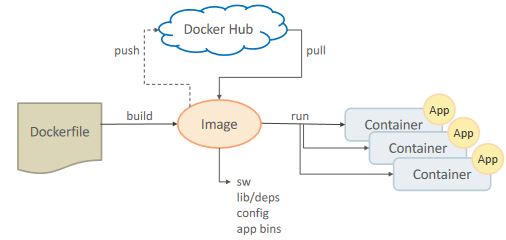 Docker Hub
push
pull
build
run
Dockerfile
Image
Container
App
Container
App
Container
App
sw
lib/deps
config
app bins